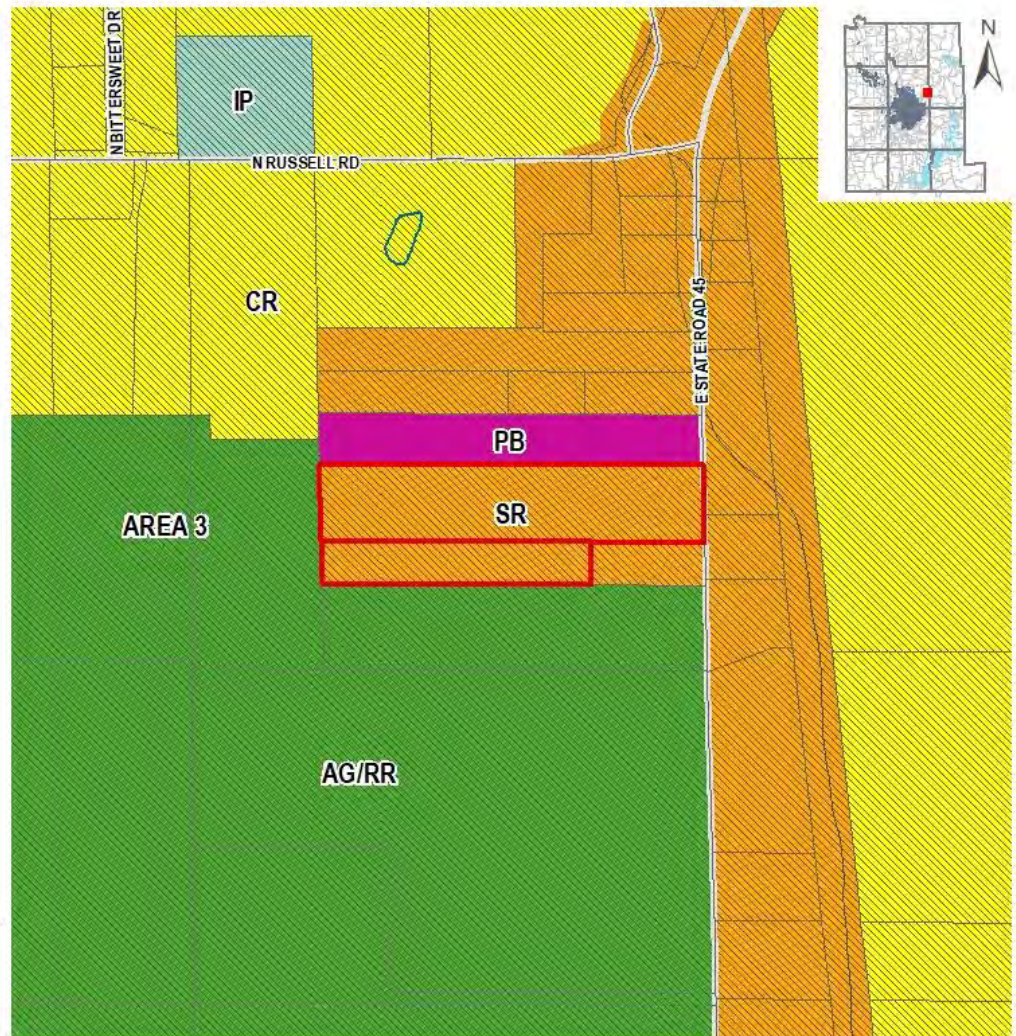 N BITTERSWEET DR
N
IP
N RUSSELL RD
CR
E STATE ROAD 45
PB
SR
AREA 3
AG/RR